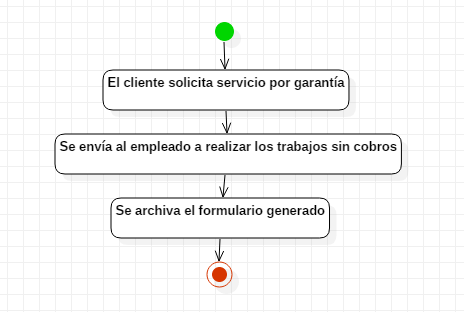 El cliente solicita servicio por garantía
Se envía al empleado a realizar los trabajos sin cobros
Se archiva el formulario generado